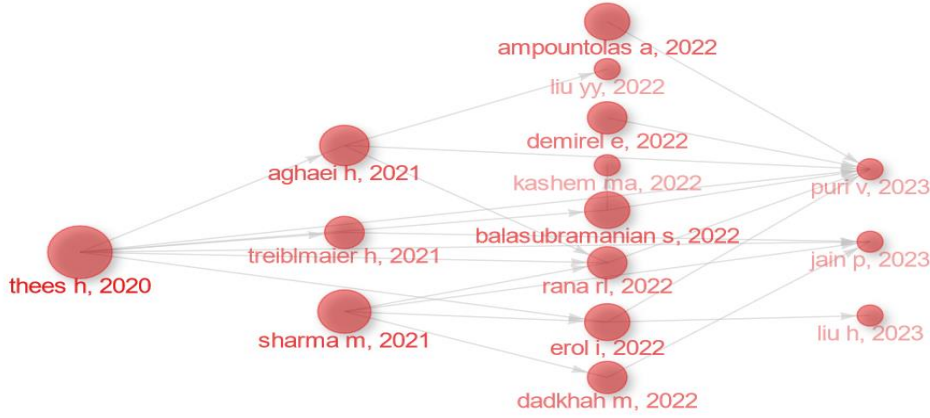 ampountolas a, 2022
liu yy, 2022
demirel e, 2022
aghaei h, 2021
kashem ma, 2022
puri v, 2023
balasubramanian s, 2022
treiblmaier h, 2021
jain p, 2023
thees h, 2020
rana rl, 2022
sharma m, 2021
erol i, 2022
liu h, 2023
dadkhah m, 2022